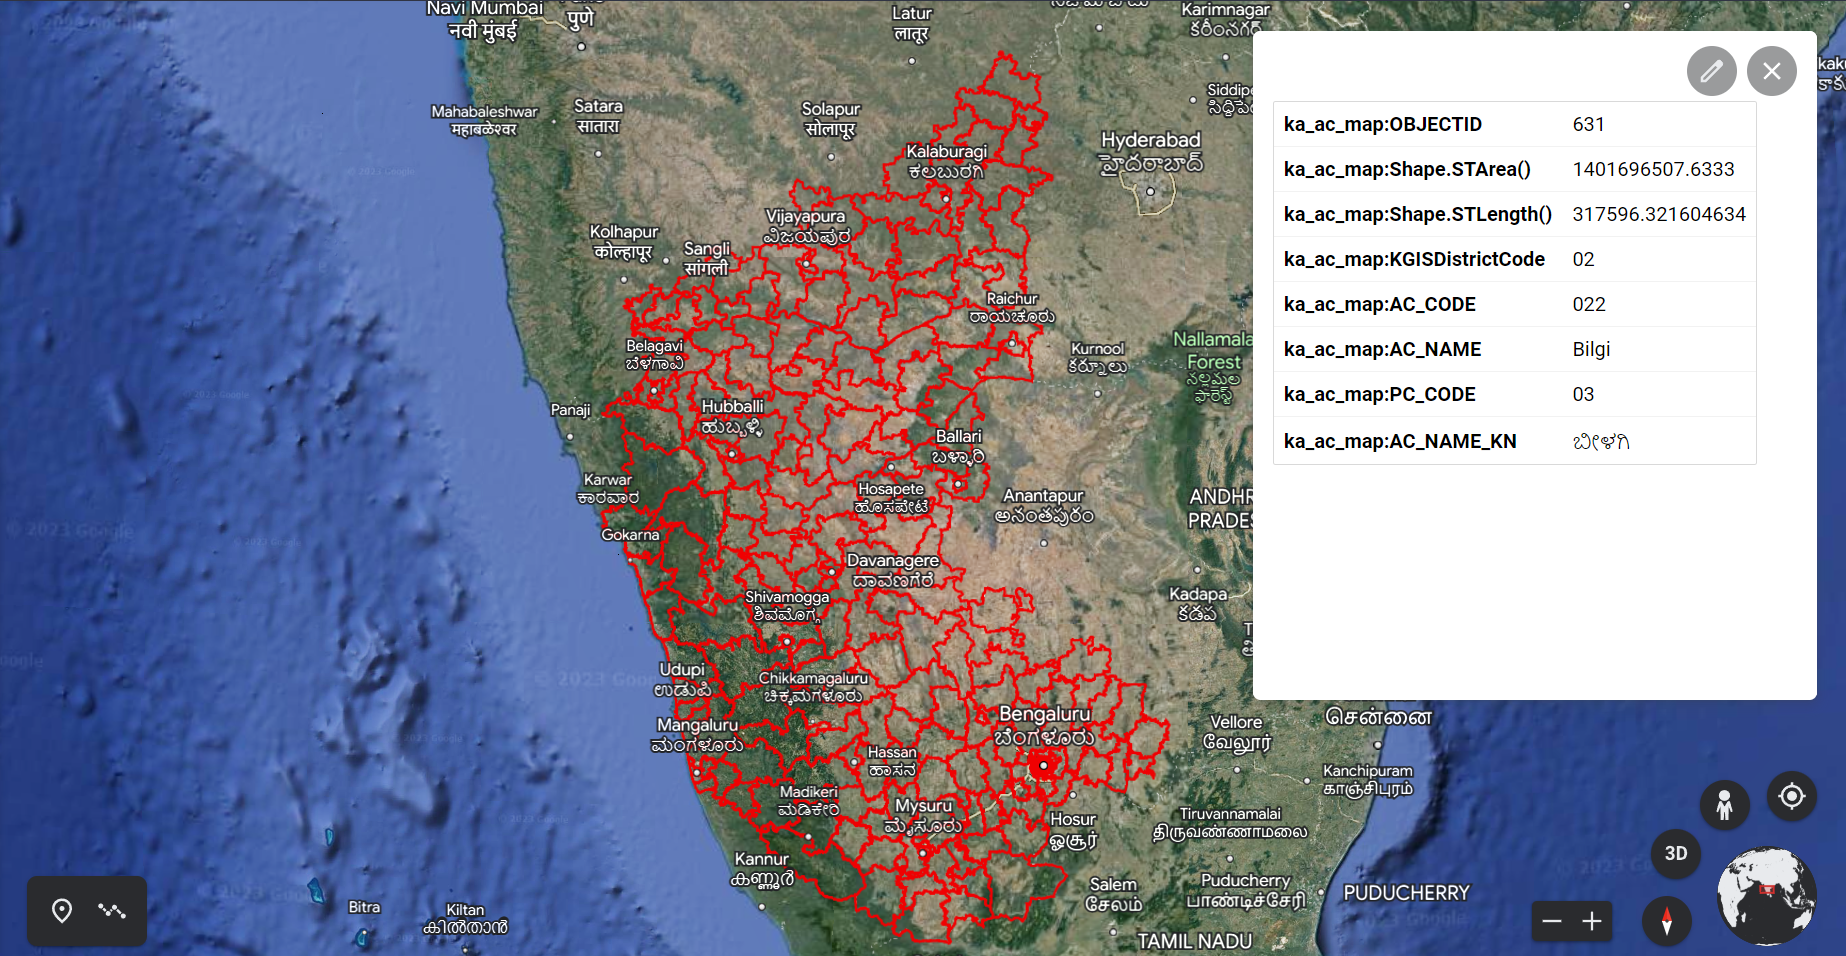 Navi Mumbai
नवी मुंबई
पुणे
Latur
लातूर
Karimnagar
Mahabaleshwar
महाबळेश्वर
Satara
सातारा
Solapur
सोलापूर
Hyderabad
హైదరాబాద్
Kalaburagi
ಕಲಬುರಗಿ
Vijayapura
ವಿಜಯಪುರ
Kolhapur
कोल्हापूर
Sangli
सांगली
Raichur
ರಾಯಚೂರು
Belagavi
ಬೆಳಗಾವಿ
Kurnool
కర్నూలు
Nallamala
Forest
నల్లమల
ఫారెస్ట్
Panaji
Hubballi
ಹುಬ್ಬಳ್ಳಿ
Ballari
ಬಳ್ಳಾರಿ
Karwar
ಕಾರವಾರ
Hosapete
ಹೊಸಪೇಟೆ
Anantapur
అనంతపురం
Gokarna
Davanagere
ದಾವಣಗೆರೆ
Kadapa
కడప
Shivamogga
ಶಿವಮೊಗ್ಗ
Udupi
ಉಡುಪಿ
Chikkamagaluru
ಚಿಕ್ಕಮಗಳೂರು
Mangaluru
ಮಂಗಳೂರು
Bengaluru
ಬೆಂಗಳೂರು
Vellore
வேலூர்
சென்னை
Hassan
ಹಾಸನ
Kanchipuram
காஞ்சிபுரம்
Madikeri
ಮಡಿಕೇರಿ
Mysuru
ಮೈಸೂರು
Hosur
ஓசூர்
Tiruvannamalai
திருவண்ணாமலை
Kannur
കണ്ണൂർ
Salem
சேலம்
Puducherry
பாண்டிச்சேரி
PUDUCHERRY
Bitra
Kiltan
കിൽതാൻ
TAMIL NADU
ka_ac_map:OBJECTID 631
ka_ac_map:Shape.STArea() 1401696507.6333
ka_ac_map:Shape.STLength() 317596.321604634
ka_ac_map:KGISDistrictCode 02
ka_ac_map:AC_CODE 022
ka_ac_map:AC_NAME Bilgi
ka_ac_map:PC_CODE 03
ka_ac_map:AC_NAME_KN ಬೀಳಗಿ
3D
© 2023 Google